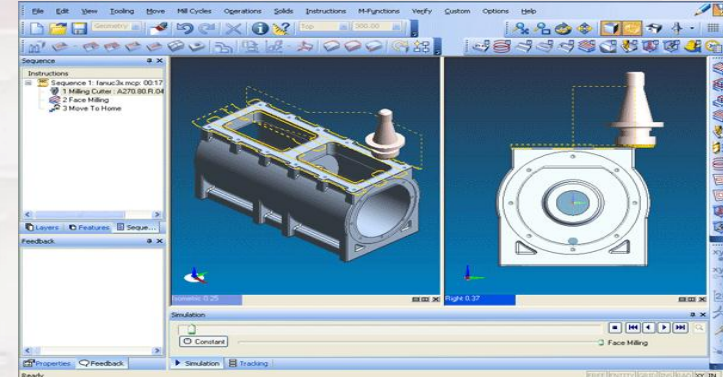 File Edit View Tooling Move Mill Cycles Operations Solids Instructions M-Functions Verify Custom Options Help
Geometry Top 300.00
Sequence
Instructions
Sequence 1: fanuc3x mcp: 00:17
1 Milling Cutter : A270.80.R.04
2 Face Milling
3 Move To Home
Layers Features Seque...
Feedback
Isometric 0.25
Right 0.37
Simulation
Constant
Face Milling
Properties Feedback
Simulation Tracking
Ready